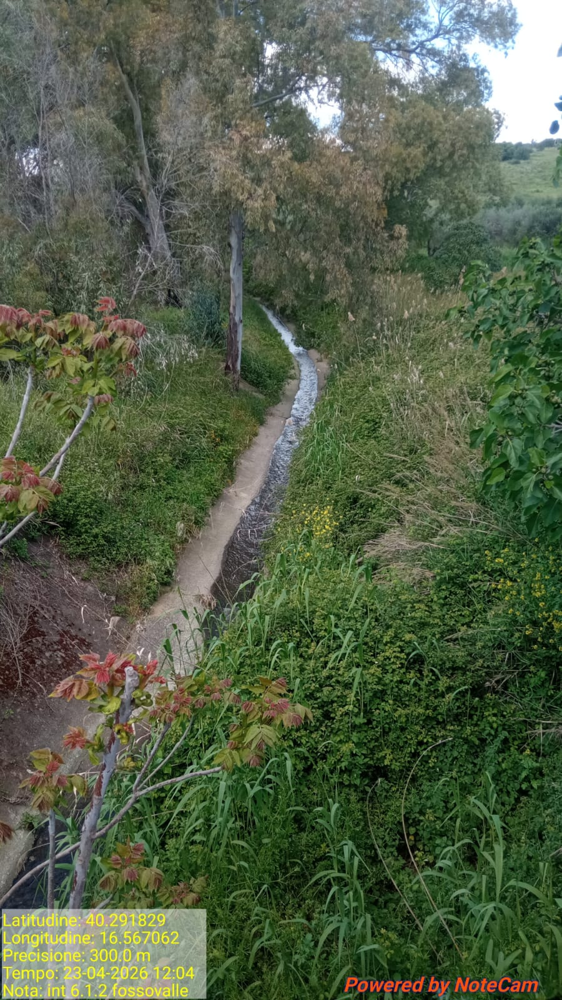 Latitudine: 40.291829
Longitudine: 16.567062
Precisione: 300.0 m
Tempo: 23-04-2026 12:04
Nota: int 6.1.2 fossovalle
Powered by NoteCam